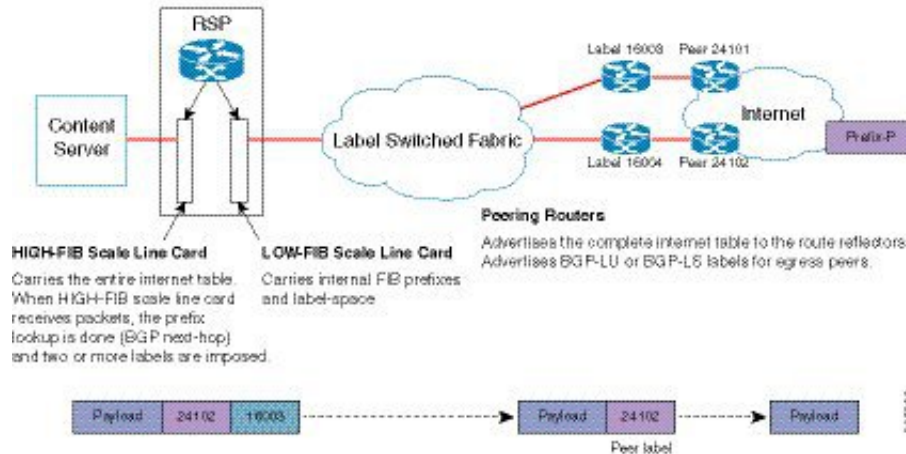 RSP
Content
Server
Label Switched Fabric
Label 16003 Peer 24101
Internet
Prefix-P
Label 16004 Peer 24102
HIGH-FIB Scale Line Card
Carries the entire internet table.
When HIGH-FIB scale line card
receives packets, the prefix
lookup is done (BGP next-hop)
and two or more labels are imposed.
LOW-FIB Scale Line Card
Carries internal FIB prefixes
and label-space
Peering Routers
Advertises the complete internet table to the route reflectors
Advertises BGP-LU or BGP-LS labels for egress peers.
Payload 24102 16003
Payload 24102
Peer label
Payload